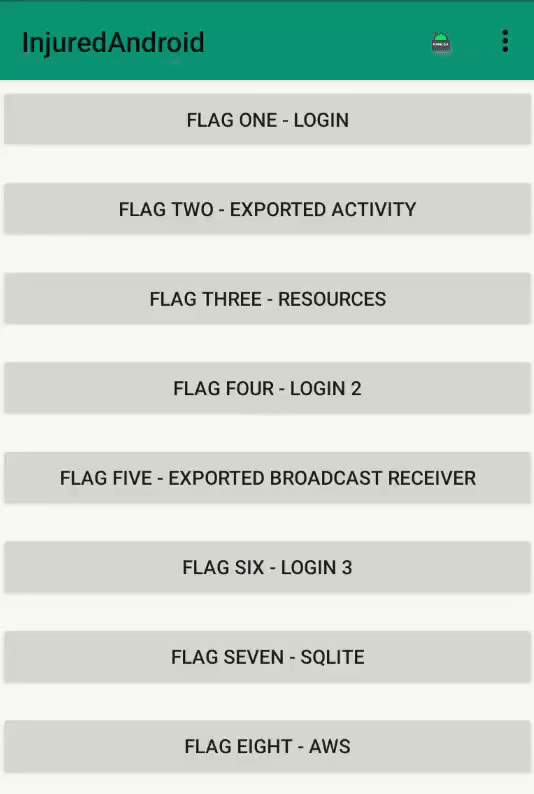 InjuredAndroid
FLAG ONE - LOGIN
FLAG TWO - EXPORTED ACTIVITY
FLAG THREE - RESOURCES
FLAG FOUR - LOGIN 2
FLAG FIVE - EXPORTED BROADCAST RECEIVER
FLAG SIX - LOGIN 3
FLAG SEVEN - SQLITE
FLAG EIGHT - AWS